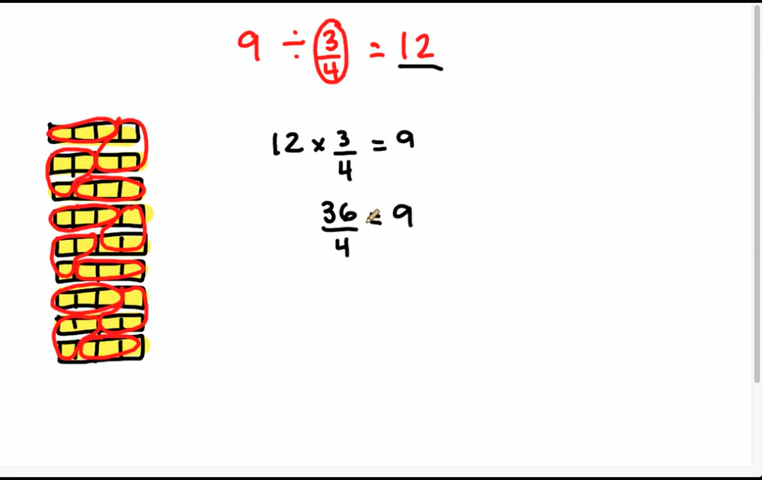 9 ÷ 3/4 = 12
12 × 3/4 = 9
36/4 = 9